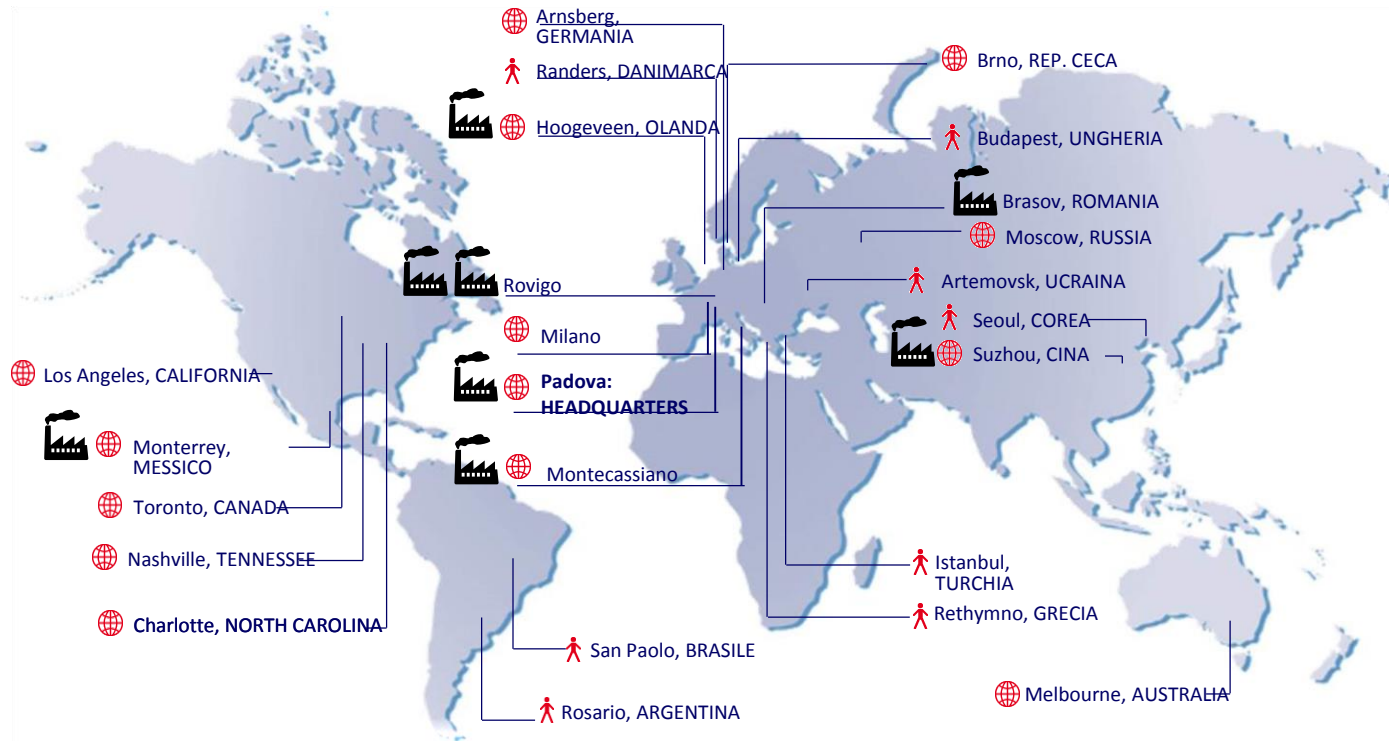 Arnsberg,
GERMANIA
Randers, DANIMARCA
Hoogeveen, OLANDA
Brno, REP. CECA
Budapest, UNGHERIA
Brasov, ROMANIA
Moscow, RUSSIA
Artemovsk, UCRAINA
Seoul, COREA
Suzhou, CINA
Rovigo
Milano
Padova:
HEADQUARTERS
Montecassiano
Los Angeles, CALIFORNIA
Monterrey,
MESSICO
Toronto, CANADA
Nashville, TENNESSEE
Charlotte, NORTH CAROLINA
San Paolo, BRASILE
Rosario, ARGENTINA
Istanbul,
TURCHIA
Rethymno, GRECIA
Melbourne, AUSTRALIA